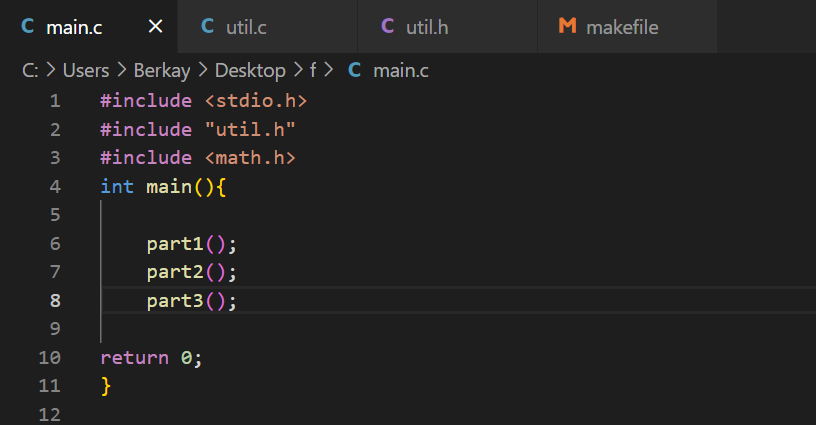 C main.c × C util.c C util.h M makefile
C: > Users > Berkay > Desktop > f > C main.c
1 #include <stdio.h>
2 #include "util.h"
3 #include <math.h>
4 int main(){
5
6 part1();
7 part2();
8 part3();
9
10 return 0;
11 }
12